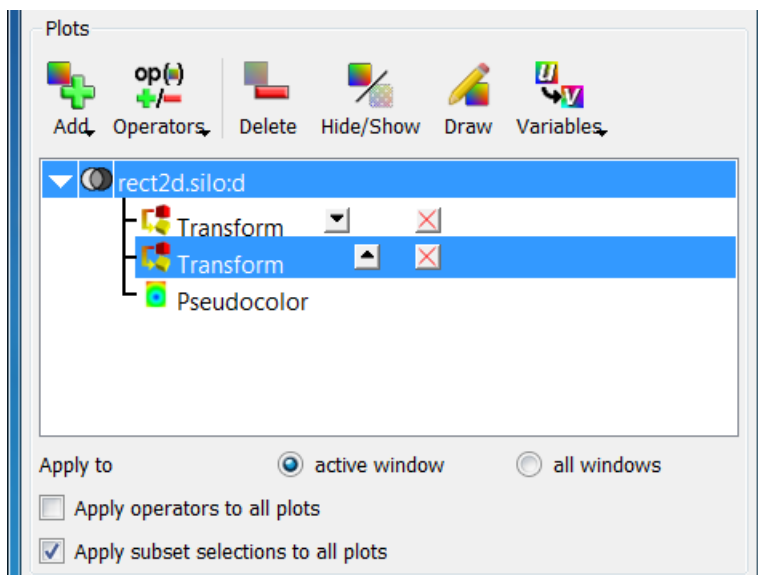 Plots
op( )
+/-
Add Operators Delete Hide/Show Draw Variables
u
v
rect2d.silo:d
Transform
Transform
Pseudocolor
Apply to active window all windows
Apply operators to all plots
Apply subset selections to all plots